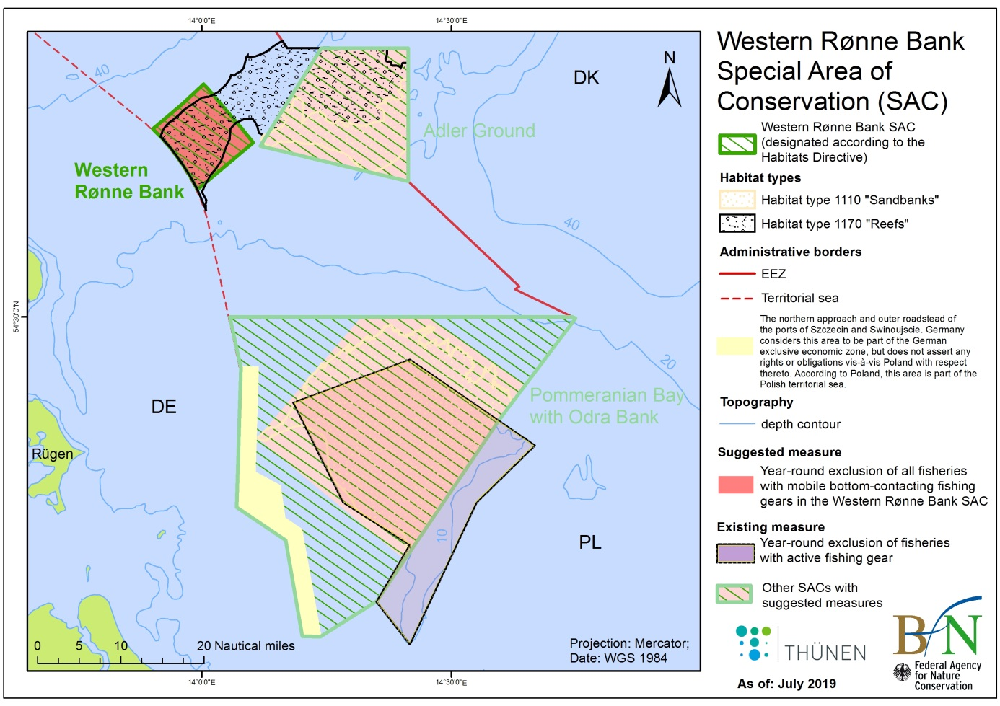 14°0'0"E
14°30'0"E
Western Rønne Bank
Special Area of
Conservation (SAC)
N
DK
40
Adler Ground
Western
Rønne Bank
40
54°30'0"N
20
DE
Pommeranian Bay
with Odra Bank
Rügen
10
PL
0 5 10 20 Nautical miles
Projection: Mercator;
Date: WGS 1984
14°0'0"E
14°30'0"E
Western Rønne Bank SAC
(designated according to the
Habitats Directive)
Habitat types
Habitat type 1110 "Sandbanks"
Habitat type 1170 "Reefs"
Administrative borders
EEZ
Territorial sea
The northern approach and outer roadstead of
the ports of Szczecin and Swinoujscie. Germany
considers this area to be part of the German
exclusive economic zone, but does not assert any
rights or obligations vis-à-vis Poland with respect
thereto. According to Poland, this area is part of the
Polish territorial sea.
Topography
depth contour
Suggested measure
Year-round exclusion of all fisheries
with mobile bottom-contacting fishing
gears in the Western Rønne Bank SAC
Existing measure
Year-round exclusion of fisheries
with active fishing gear
Other SACs with
suggested measures
THÜNEN
BfN
Federal Agency
for Nature
Conservation
As of: July 2019